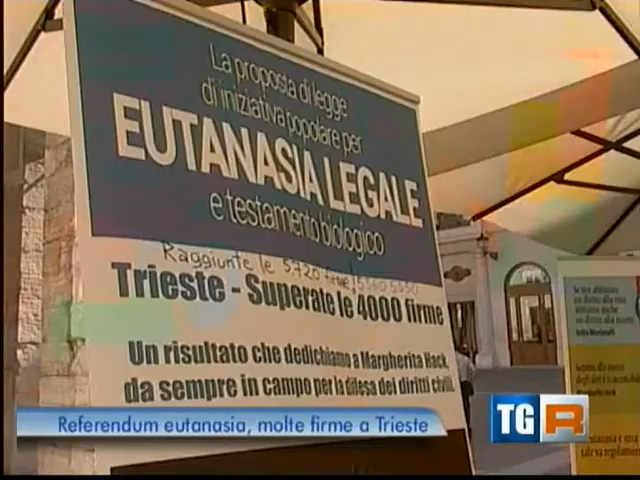 La proposta di legge
di iniziativa popolare per
EUTANASIA LEGALE
e testamento biologico
Raggiunte le 5.720 firme
Trieste - Superate le 4000 firme
Un risultato che dedichiamo a Margherita Hack,
da sempre in campo per la difesa dei diritti civili.
Referendum eutanasia, molte firme a Trieste
TGR